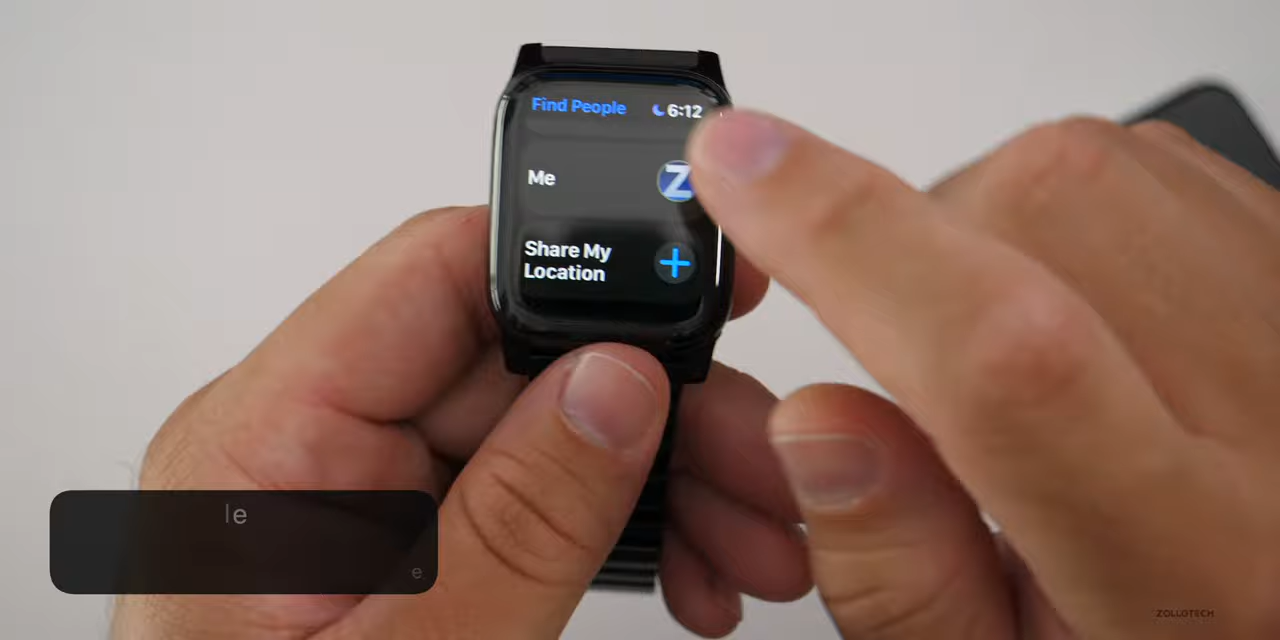 Find People 6:12
Me Z
Share My
Location
le
e
ZOLLOTECH